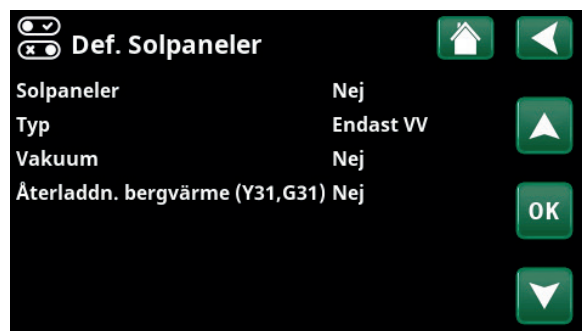 Def. Solpaneler
Solpaneler Nej
Typ Endast VV
Vakuum Nej
Återladdn. bergvärme (Y31,G31) Nej
OK